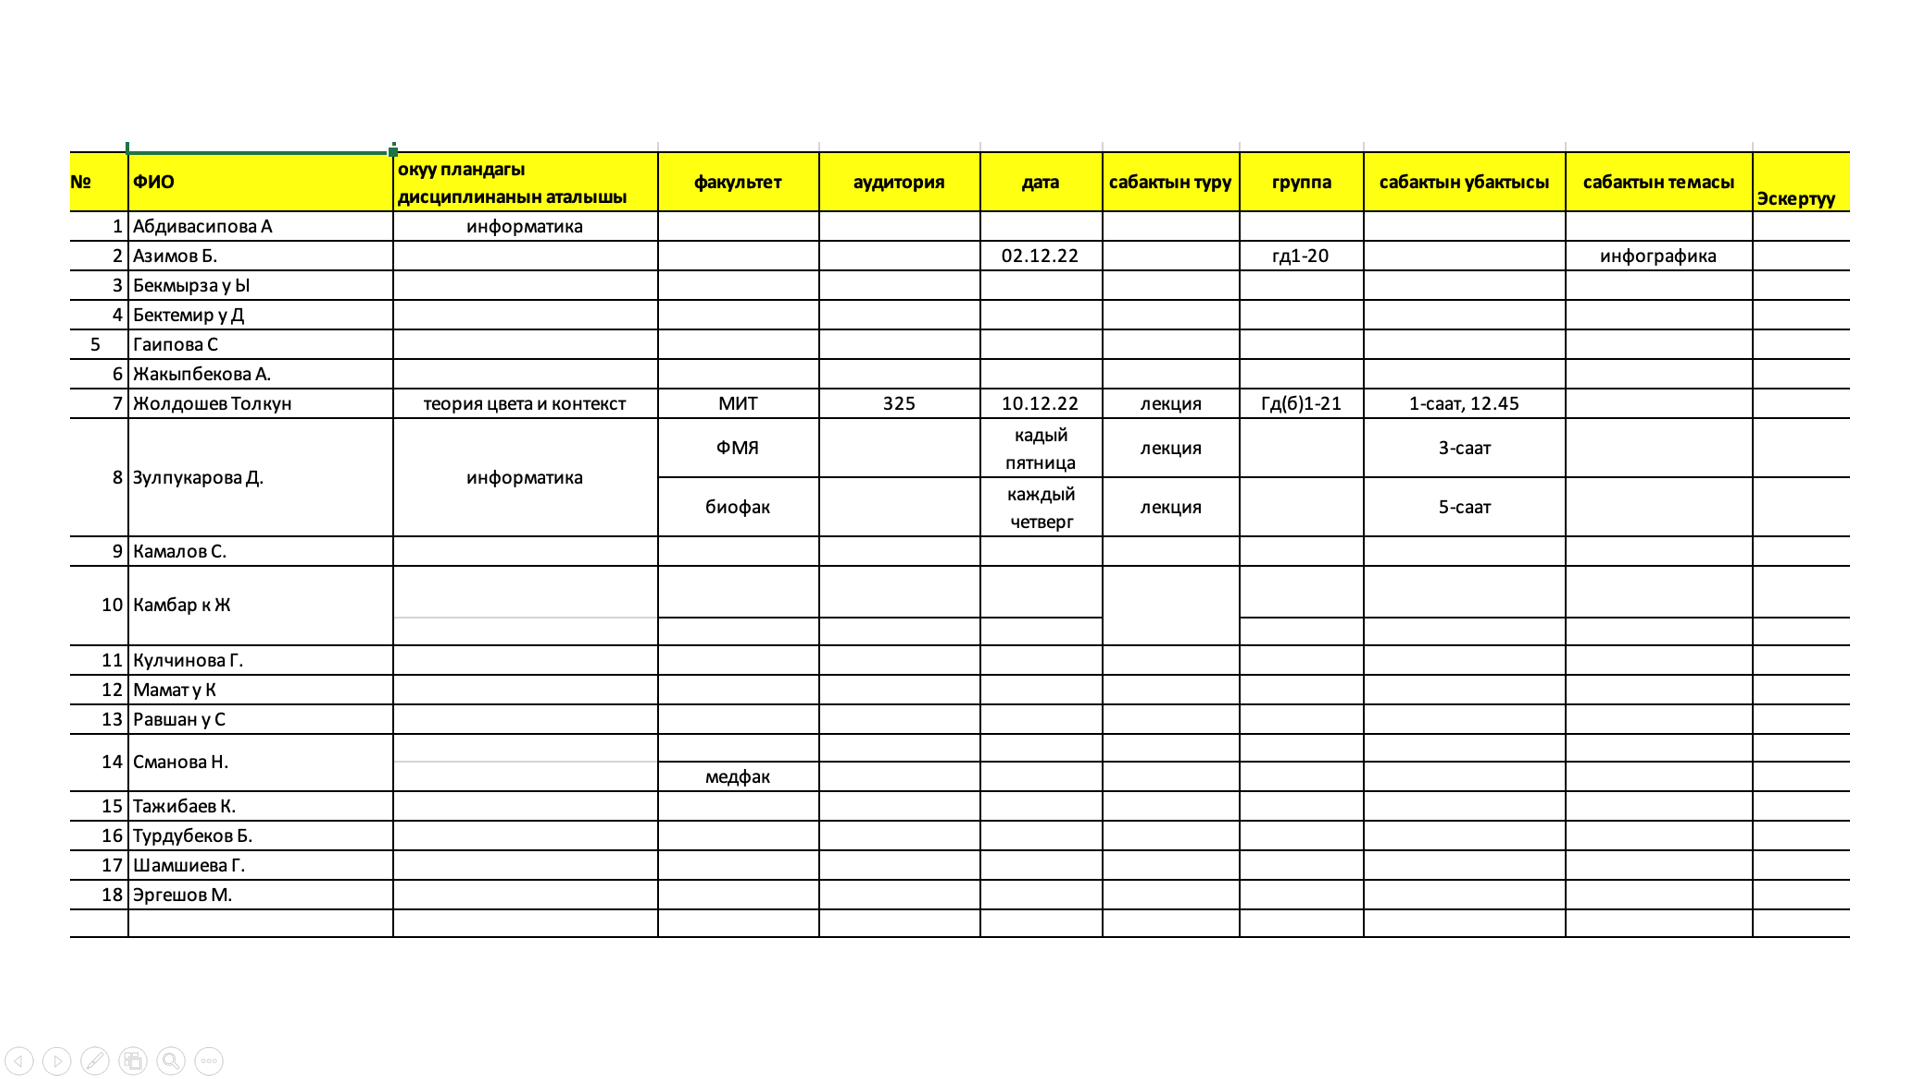 № ФИО окуу пландагы дисциплинанын аталышы факультет аудитория дата сабактын туру группа сабактын убактысы сабактын темасы Эскертуу
1 Абдивасипова А информатика
2 Азимов Б. 02.12.22 гд1-20 инфографика
3 Бекмырза у Ы
4 Бектемир у Д
5 Гаипова С
6 Жакыпбекова А.
7 Жолдошев Толкун теория цвета и контекст МИТ 325 10.12.22 лекция Гд(б)1-21 1-саат, 12.45
8 Зулпукарова Д. информатика ФМЯ кадый пятница лекция 3-саат
биофак каждый четверг лекция 5-саат
9 Камалов С.
10 Камбар к Ж
11 Кулчинова Г.
12 Мамат у К
13 Равшан у С
14 Сманова Н.
медфак
15 Тажибаев К.
16 Турдубеков Б.
17 Шамшиева Г.
18 Эргешов М.